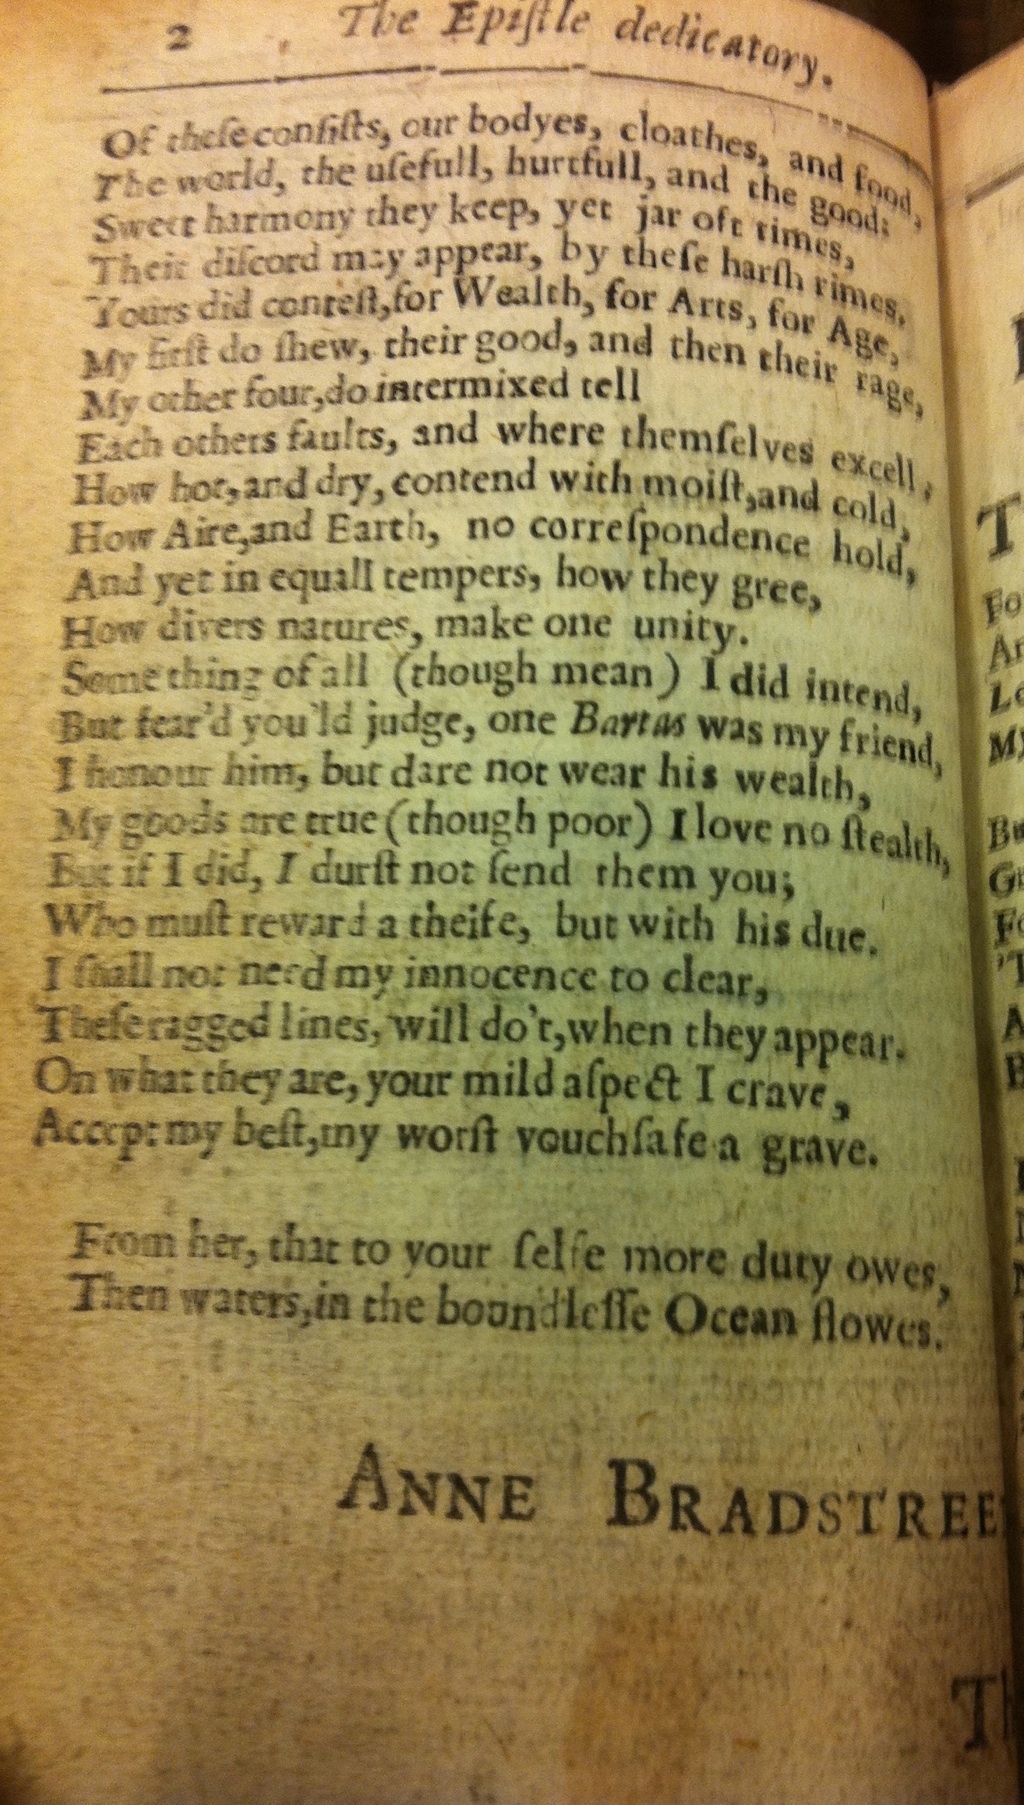 2 The Epiſtle dedicatory.
Of theſe conſiſts, our bodyes, cloathes, and food,
The world, the uſefull, hurtfull, and the good:
Sweet harmony they keep, yet jar oft times,
Their diſcord may appear, by theſe harſh rimes.
Yours did conteſt, for Wealth, for Arts, for Age,
My firſt do ſhew, their good, and then their rage,
My other four, do intermixed tell
Each others faults, and where themſelves excell,
How hot, and dry, contend with moiſt, and cold,
How Aire, and Earth, no correſpondence hold,
And yet in equall tempers, how they gree,
How divers natures, make one unity.
Some thing of all (though mean) I did intend,
But fear'd you'ld judge, one Bartas was my friend,
I honour him, but dare not wear his wealth,
My goods are true (though poor) I love no ſtealth,
But if I did, I durſt not ſend them you;
Who muſt reward a theife, but with his due.
I ſhall not need my innocence to clear,
Theſe ragged lines, will do't, when they appear.
On what they are, your mild aſpect I crave,
Accept my beſt, my worſt vouchſafe a grave.
From her, that to your ſelfe more duty owes,
Then waters, in the boundleſſe Ocean flowes.
ANNE BRADSTREE